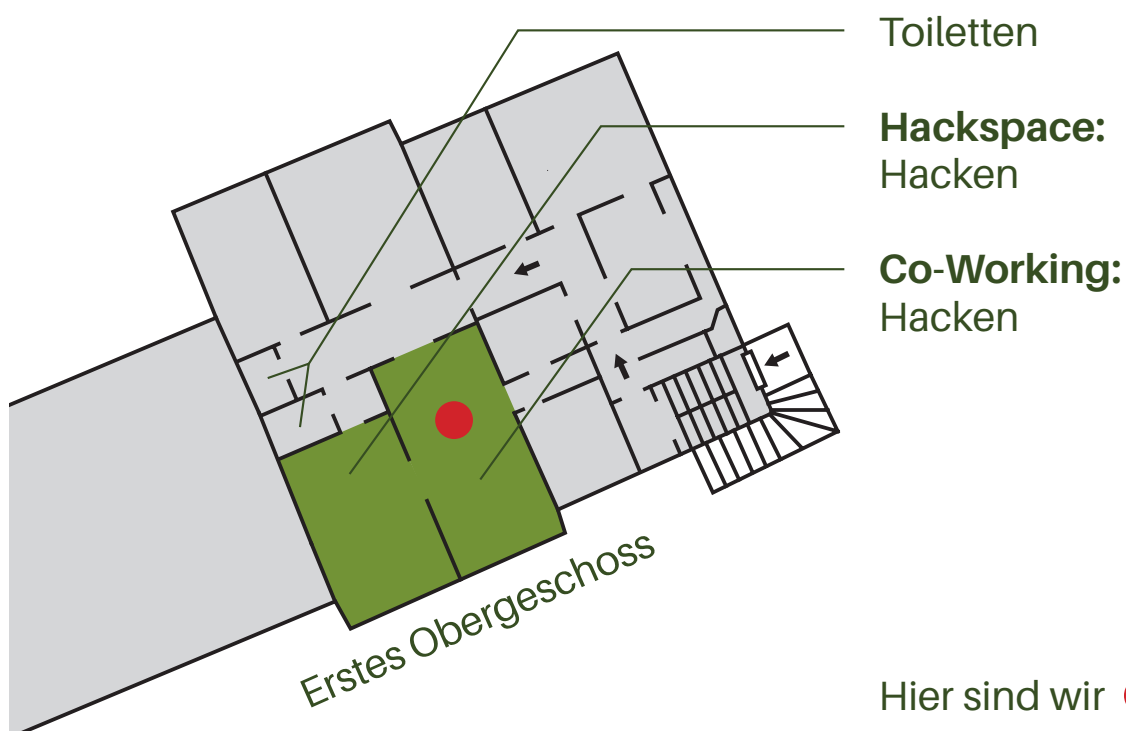 Toiletten
Hackspace:
Hacken
Co-Working:
Hacken
Erstes Obergeschoss
Hier sind wir